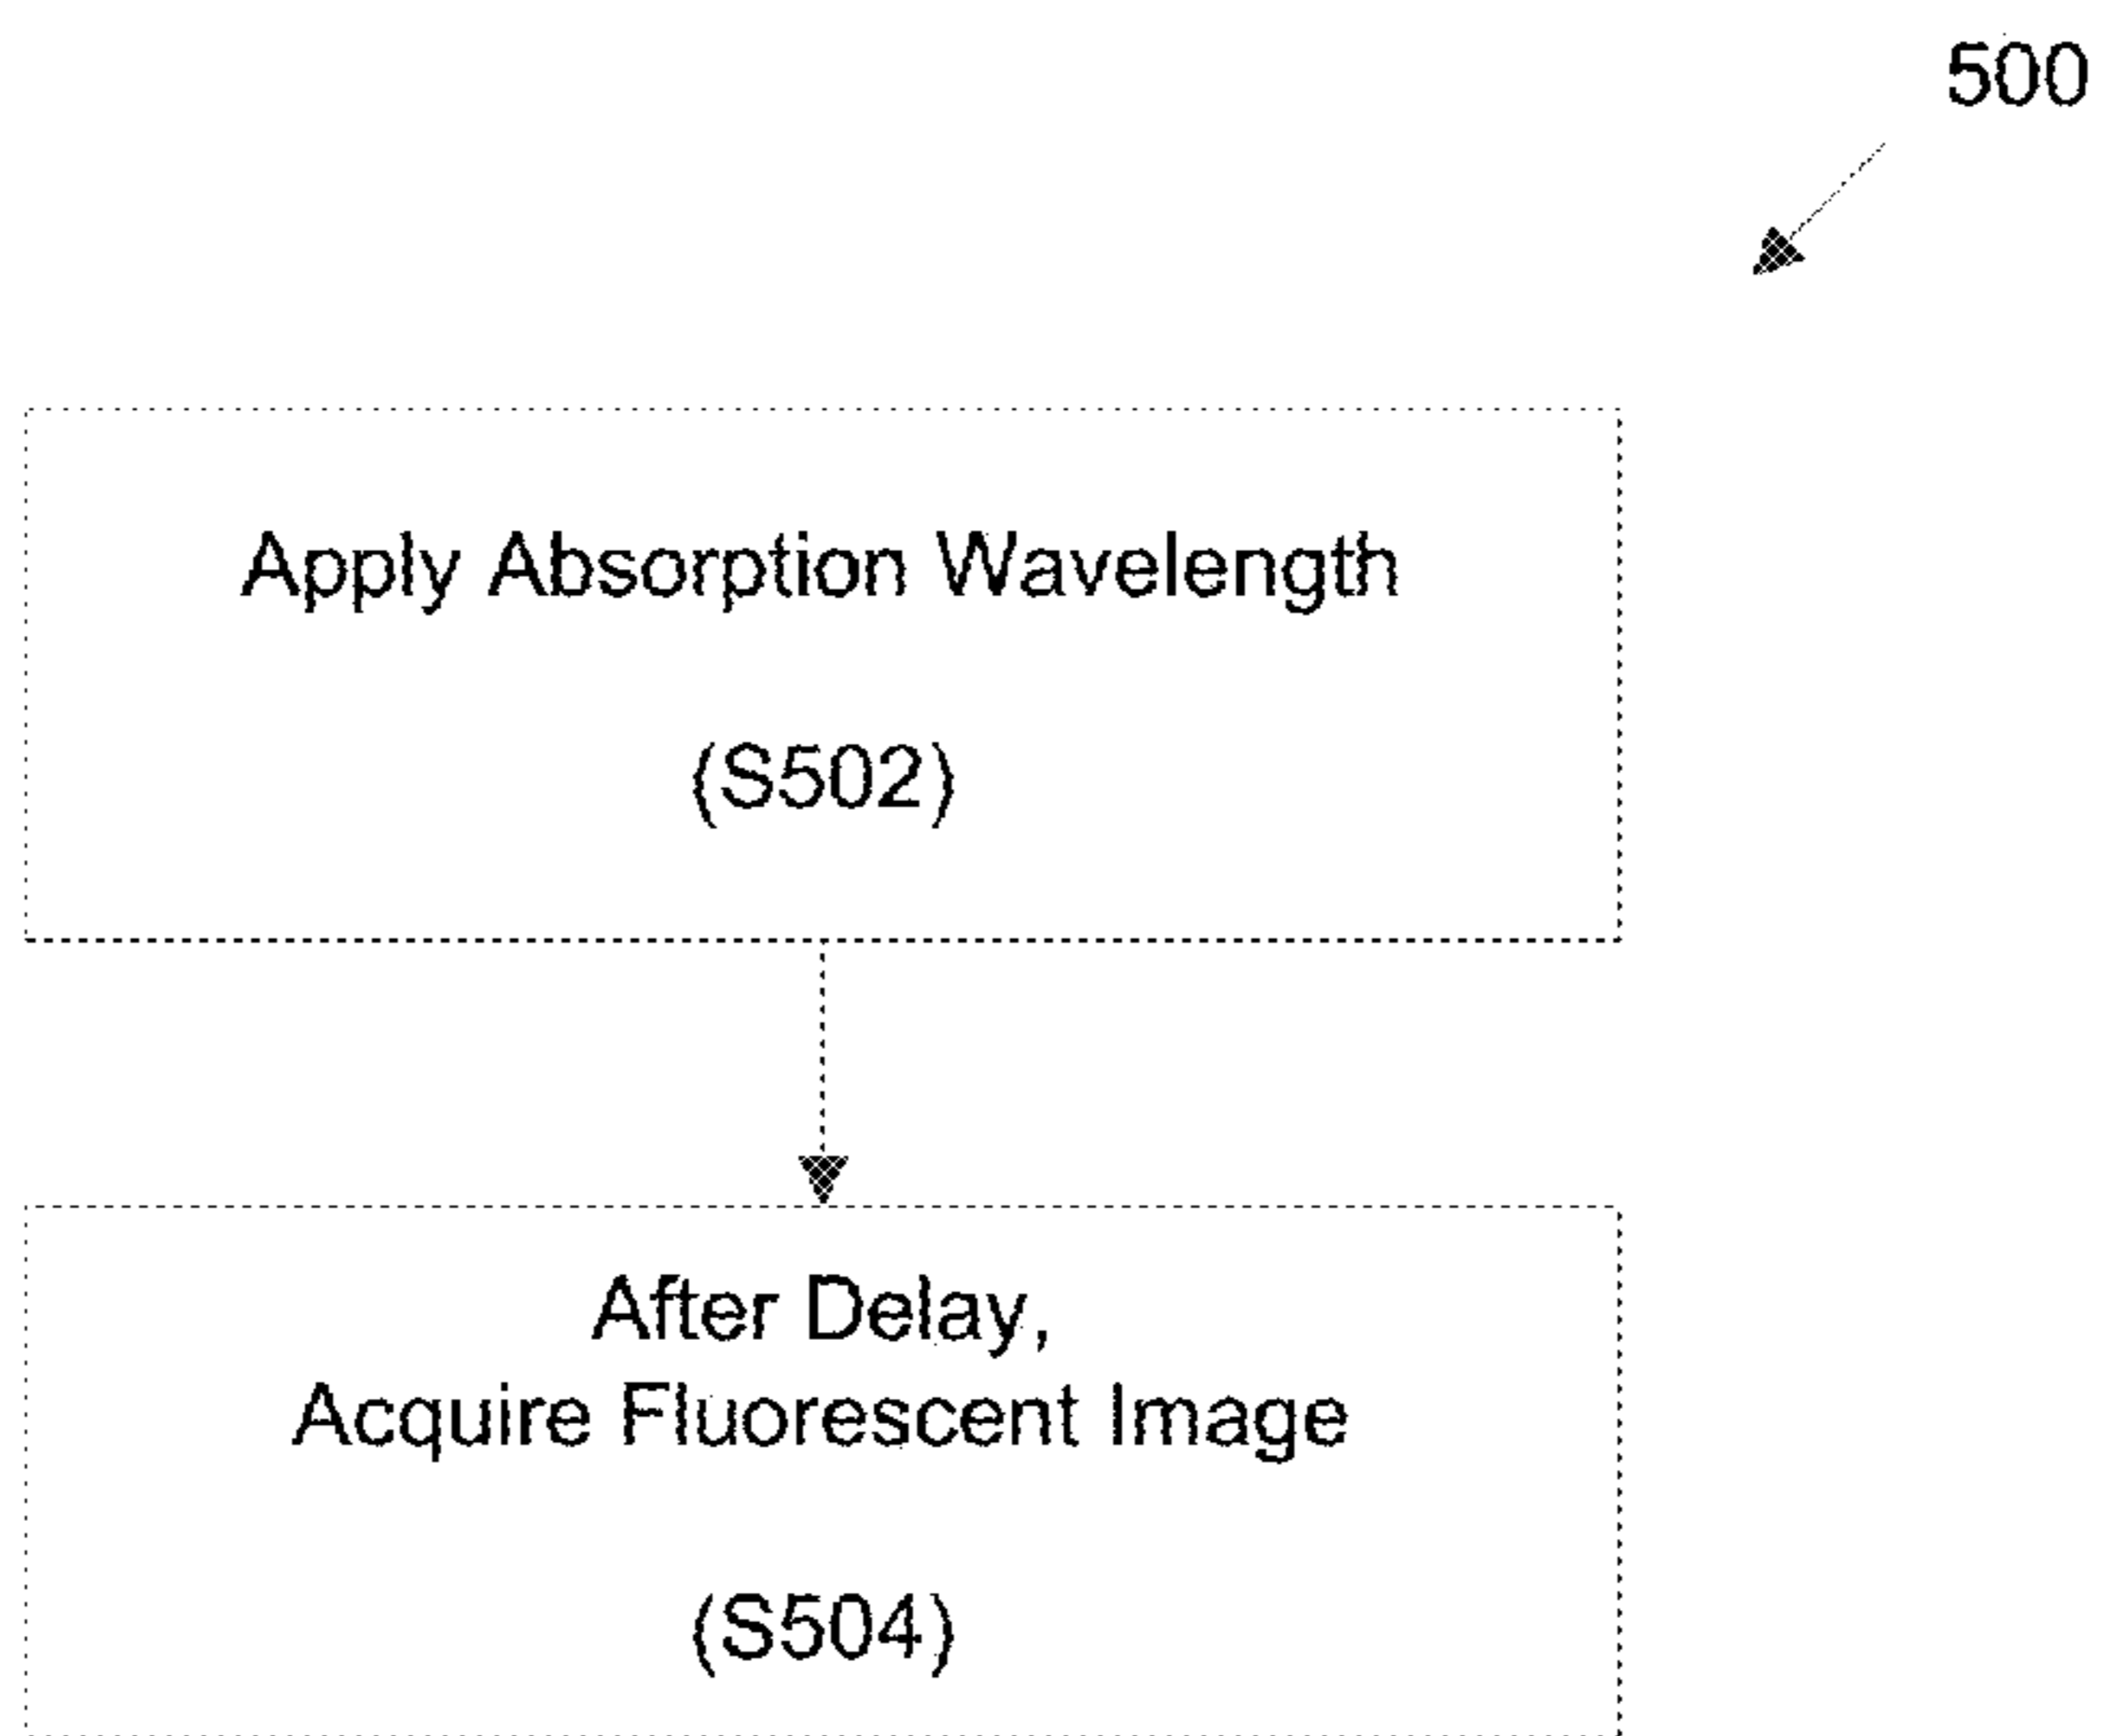 500
Apply Absorption Wavelength
(S502)
After Delay,
Acquire Fluorescent Image
(S504)